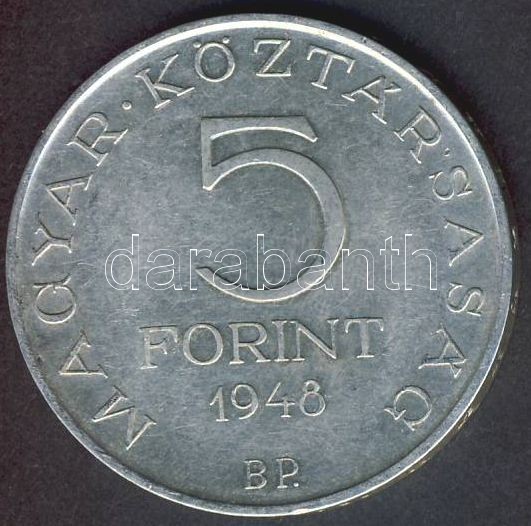 MAGYAR·KÖZTÁRSASÁG
5
darabanth
FORINT
1948
BP.